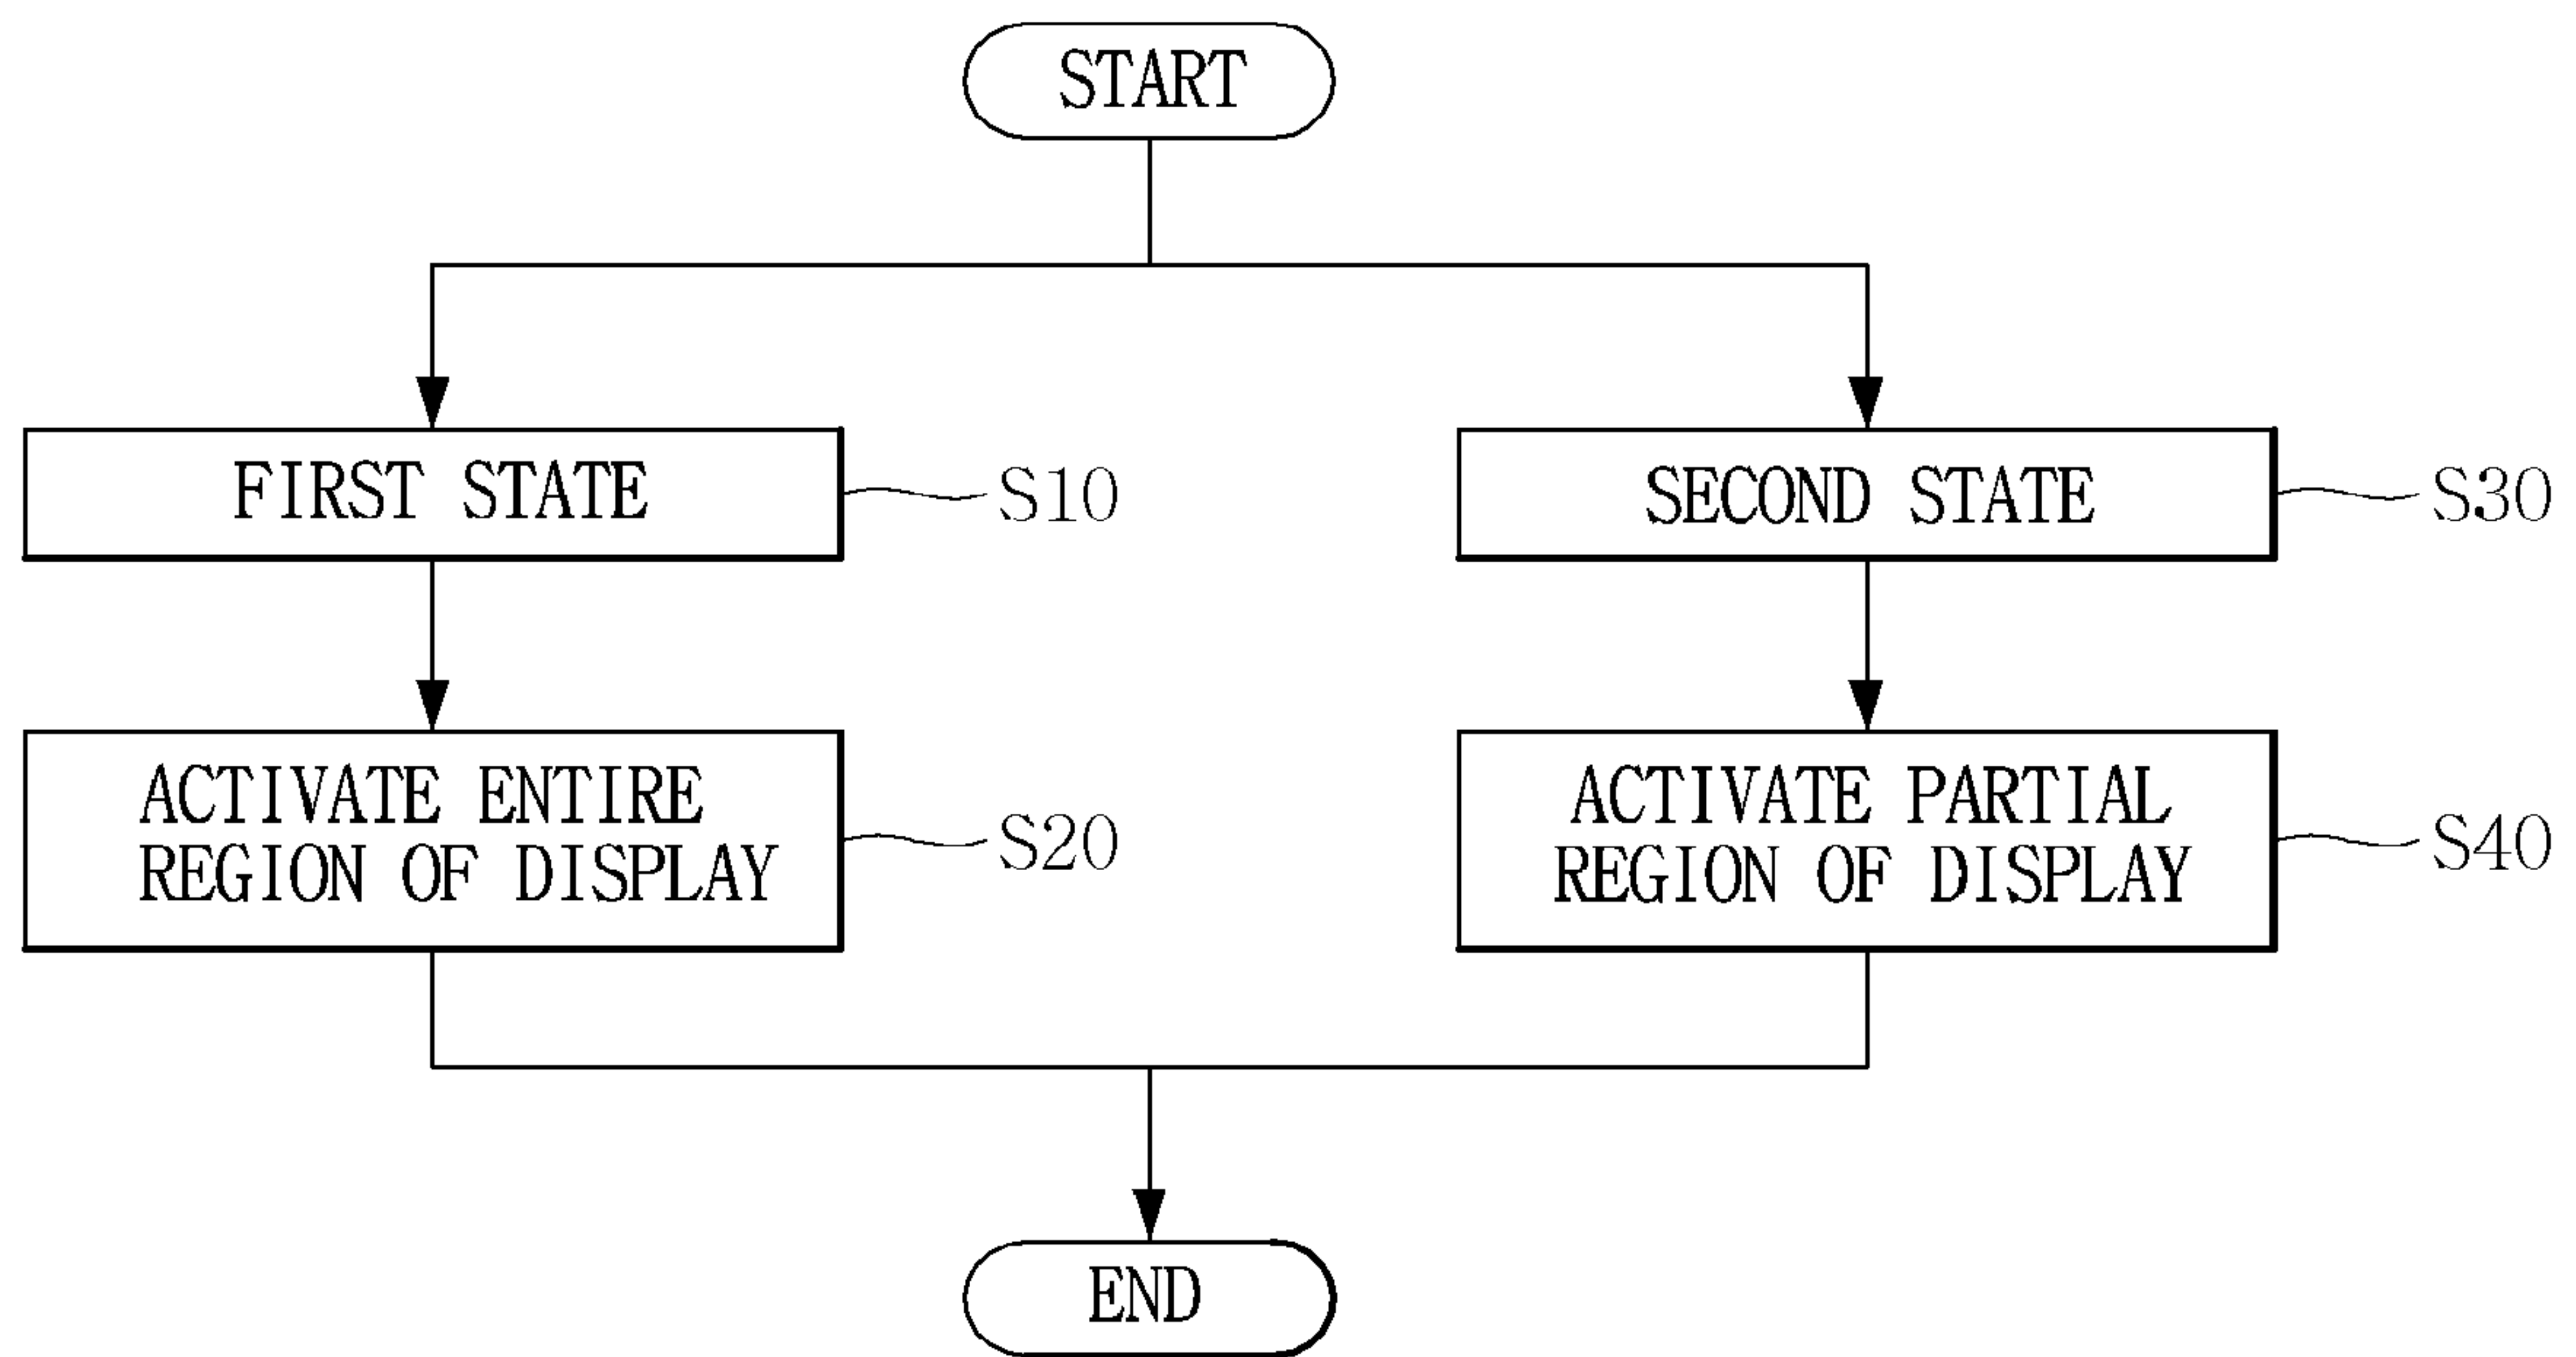 START
FIRST STATE
S10
SECOND STATE
S30
ACTIVATE ENTIRE
REGION OF DISPLAY
S20
ACTIVATE PARTIAL
REGION OF DISPLAY
S40
END